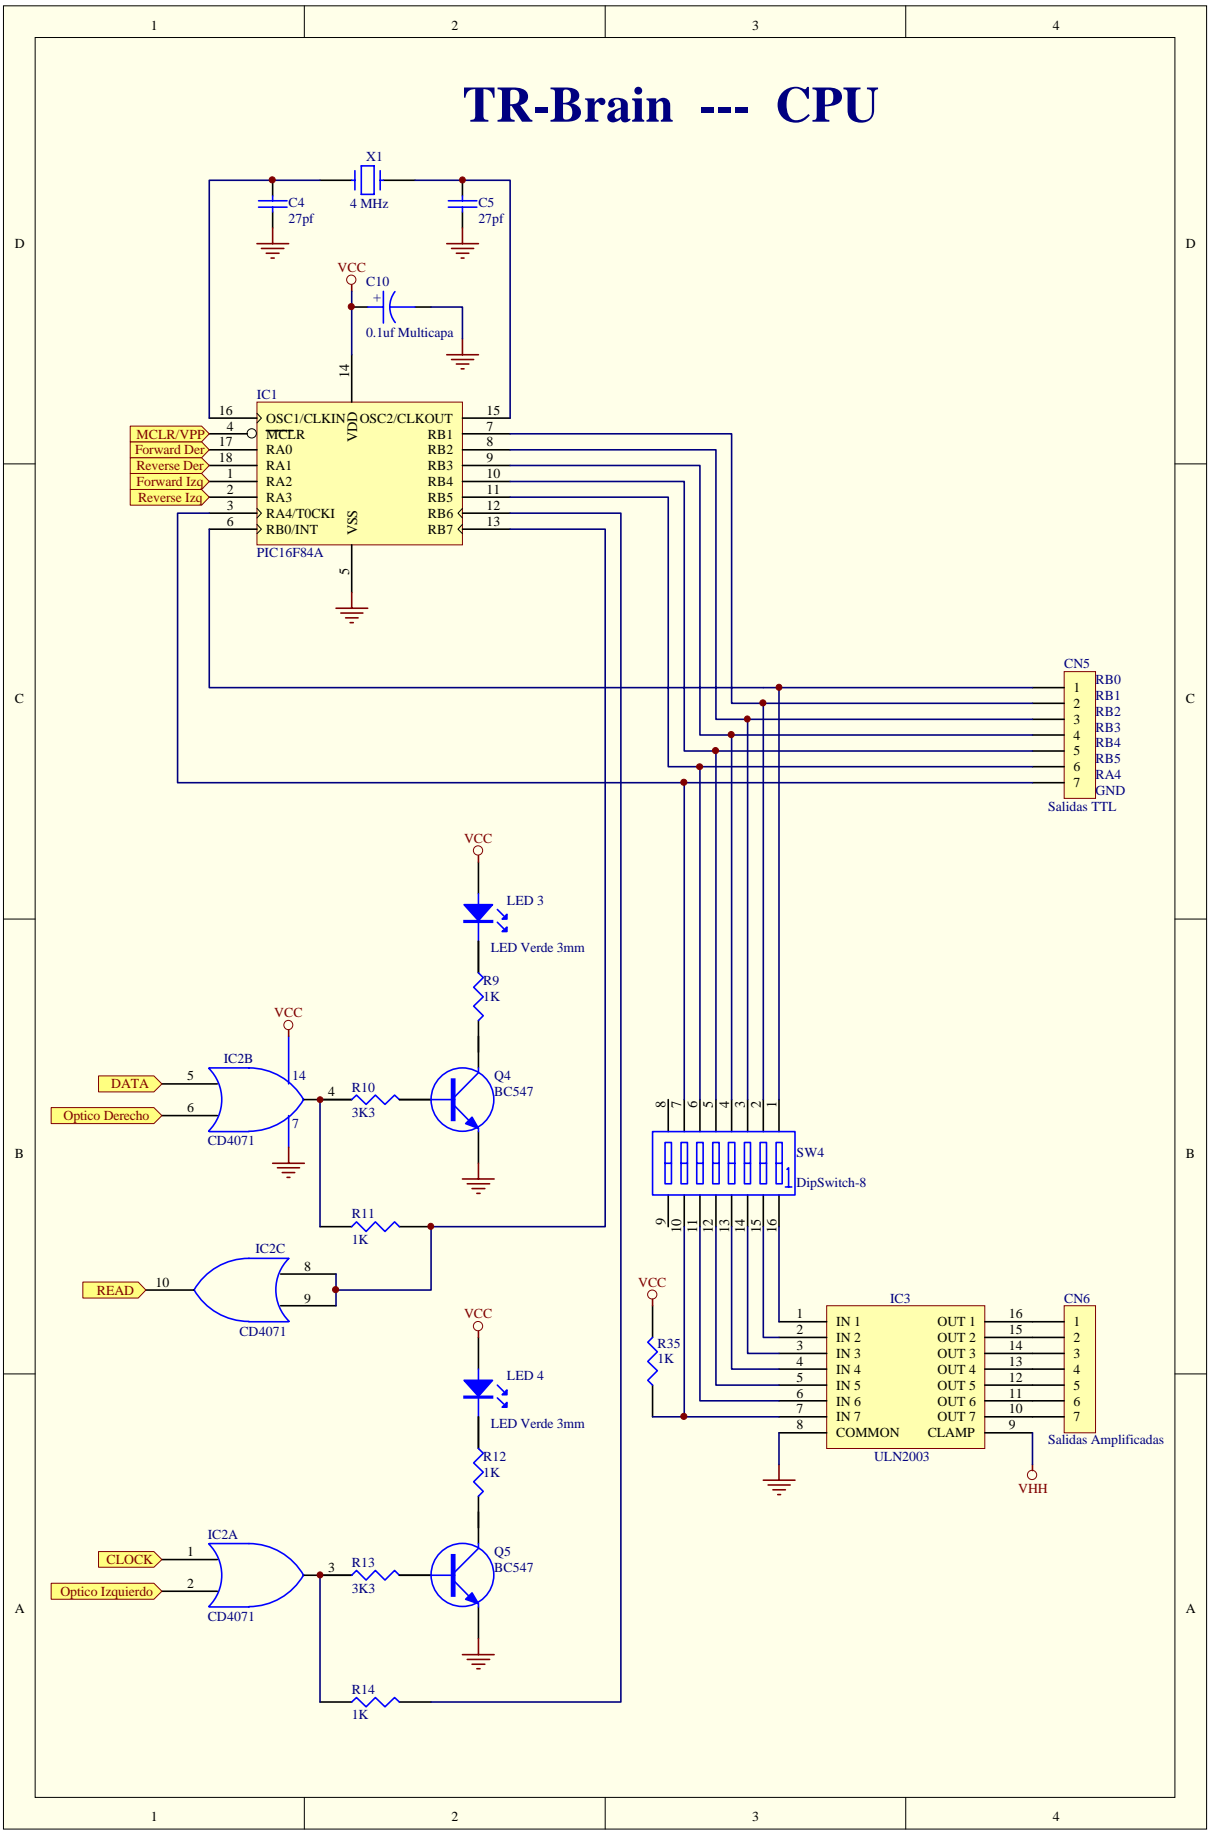 1 2 3 4
TR-Brain --- CPU
X1
4 MHz
C4
27pf
C5
27pf
D D
VCC
C10
+
0.1uf Multicapa
14
IC1
16 OSC1/CLKIN VDD OSC2/CLKOUT 15
MCLR/VPP 4 MCLR RB1 7
Forward Der 17 RA0 RB2 8
Reverse Der 18 RA1 RB3 9
Forward Izq 1 RA2 RB4 10
Reverse Izq 2 RA3 RB5 11
3 RA4/T0CKI VSS RB6 12
6 RB0/INT RB7 13
PIC16F84A
5
CN5
C C
1 RB0
2 RB1
3 RB2
4 RB3
5 RB4
6 RB5
7 RA4
GND
Salidas TTL
VCC
LED 3
LED Verde 3mm
R9
1K
VCC
IC2B
14
DATA 5
4
R10
3K3
Q4
BC547
Optico Derecho 6
7
CD4071
8 7 6 5 4 3 2 1
B B
SW4
1
DipSwitch-8
9 10 11 12 13 14 15 16
R11
1K
IC2C
READ 10
8
9
CD4071
VCC
R35
1K
VCC
LED 4
LED Verde 3mm
R12
1K
IC3
CN6
1 IN 1 OUT 1 16 1
2 IN 2 OUT 2 15 2
3 IN 3 OUT 3 14 3
4 IN 4 OUT 4 13 4
5 IN 5 OUT 5 12 5
6 IN 6 OUT 6 11 6
7 IN 7 OUT 7 10 7
8 COMMON CLAMP 9
Salidas Amplificadas
ULN2003
VHH
IC2A
CLOCK 1
3
R13
3K3
Q5
BC547
Optico Izquierdo 2
CD4071
A A
R14
1K
1 2 3 4